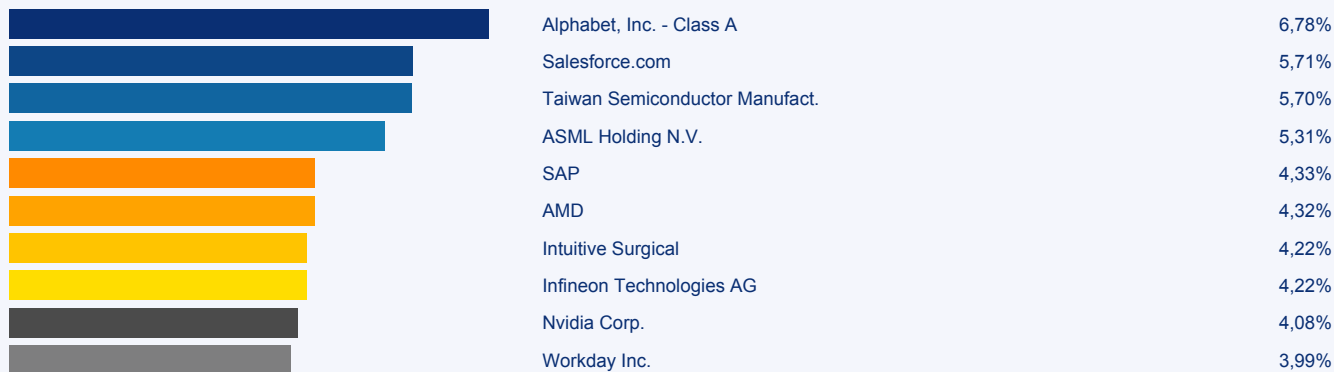 Alphabet, Inc. - Class A 6,78%
Salesforce.com 5,71%
Taiwan Semiconductor Manufact. 5,70%
ASML Holding N.V. 5,31%
SAP 4,33%
AMD 4,32%
Intuitive Surgical 4,22%
Infineon Technologies AG 4,22%
Nvidia Corp. 4,08%
Workday Inc. 3,99%